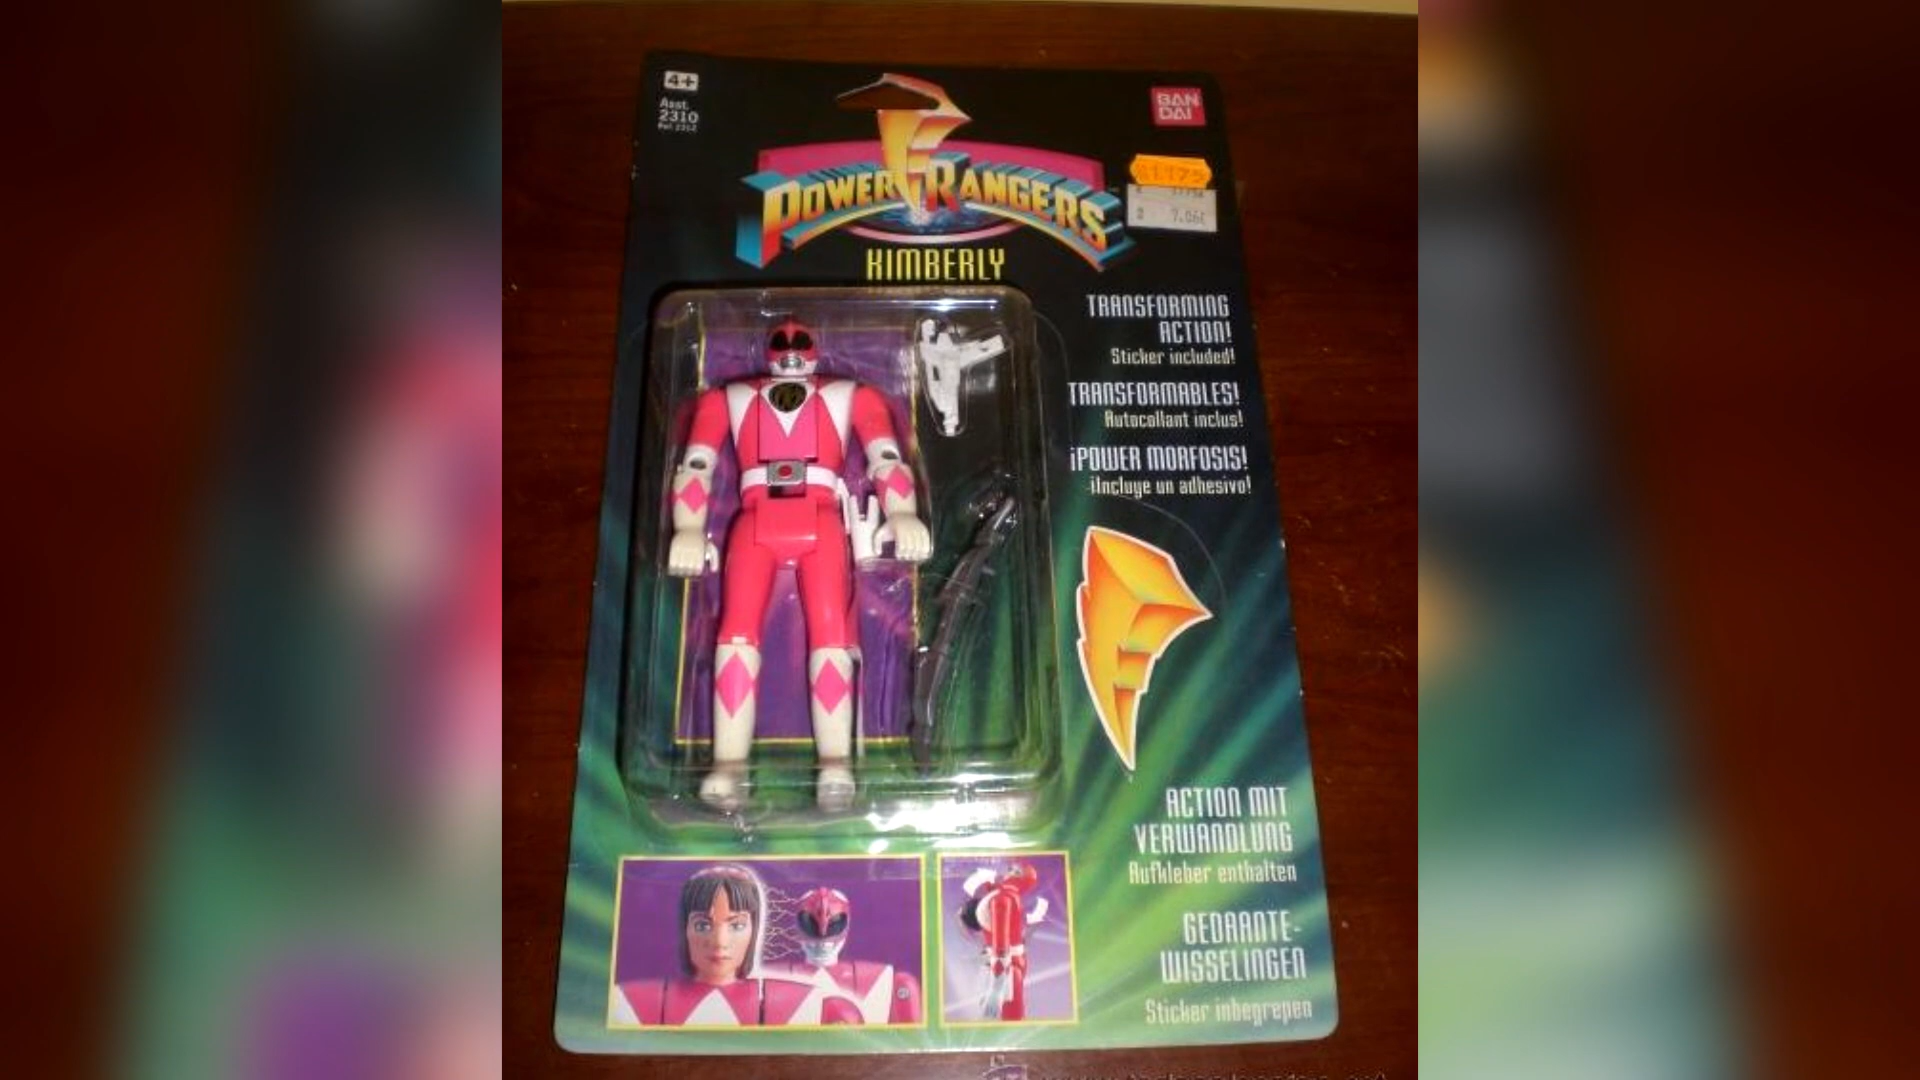 4+
Asst.
2310
BAN
DAI
POWER RANGERS
KIMBERLY
TRANSFORMING
ACTION!
Sticker included!
TRANSFORMABLES!
Autocollant inclus!
¡POWER MORFOSIS!
¡Incluye un adhesivo!
ACTION MIT
VERWANDLUNG
Aufkleber enthalten
GEDAANTE-
WISSELINGEN
Sticker inbegrepen